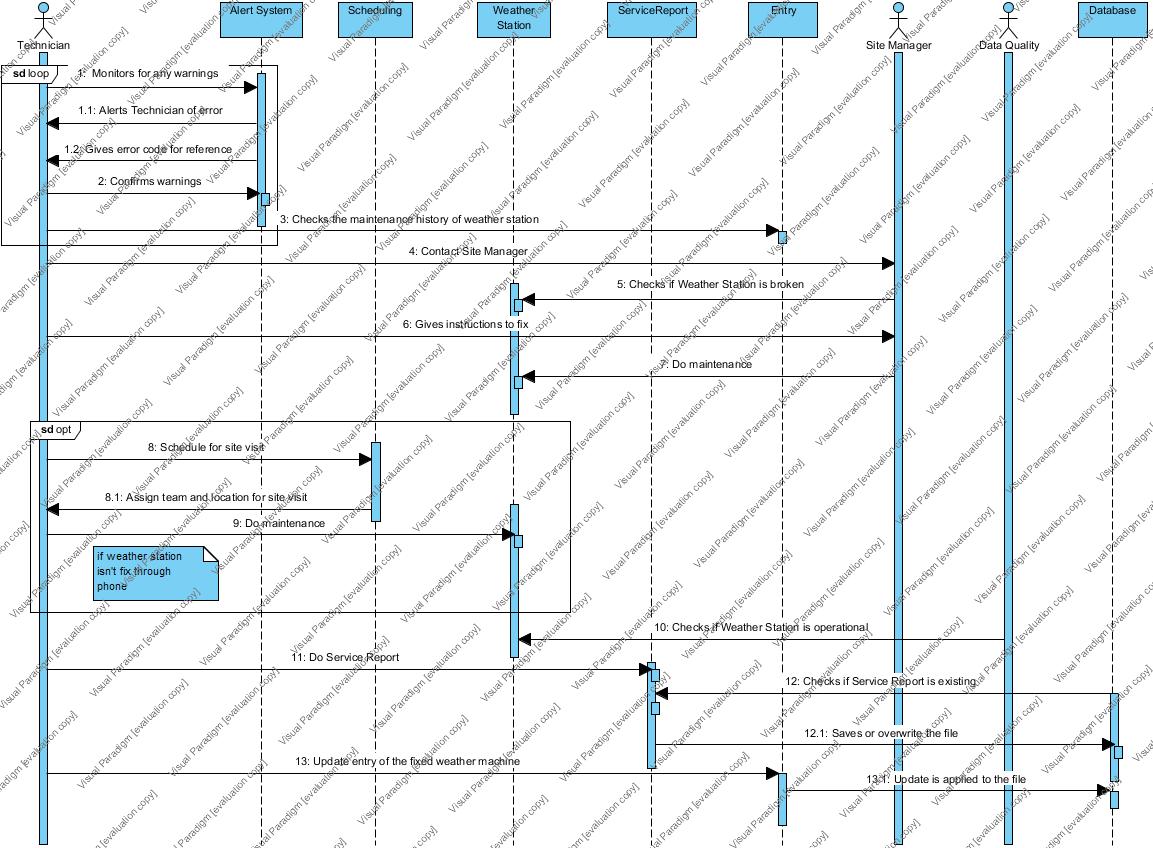 Alert System
Scheduling
Weather
Station
ServiceReport
Entry
Database
Technician
Site Manager
Data Quality
sd loop
1: Monitors for any warnings
1.1: Alerts Technician of error
1.2: Gives error code for reference
2: Confirms warnings
3: Checks the maintenance history of weather station
4: Contact Site Manager
5: Checks if Weather Station is broken
6: Gives instructions to fix
7: Do maintenance
sd opt
8: Schedule for site visit
8.1: Assign team and location for site visit
9: Do maintenance
if weather station
isn't fix through
phone
10: Checks if Weather Station is operational
11: Do Service Report
12: Checks if Service Report is existing
12.1: Saves or overwrite the file
13: Update entry of the fixed weather machine
13.1: Update is applied to the file
Visual Paradigm [evaluation copy]